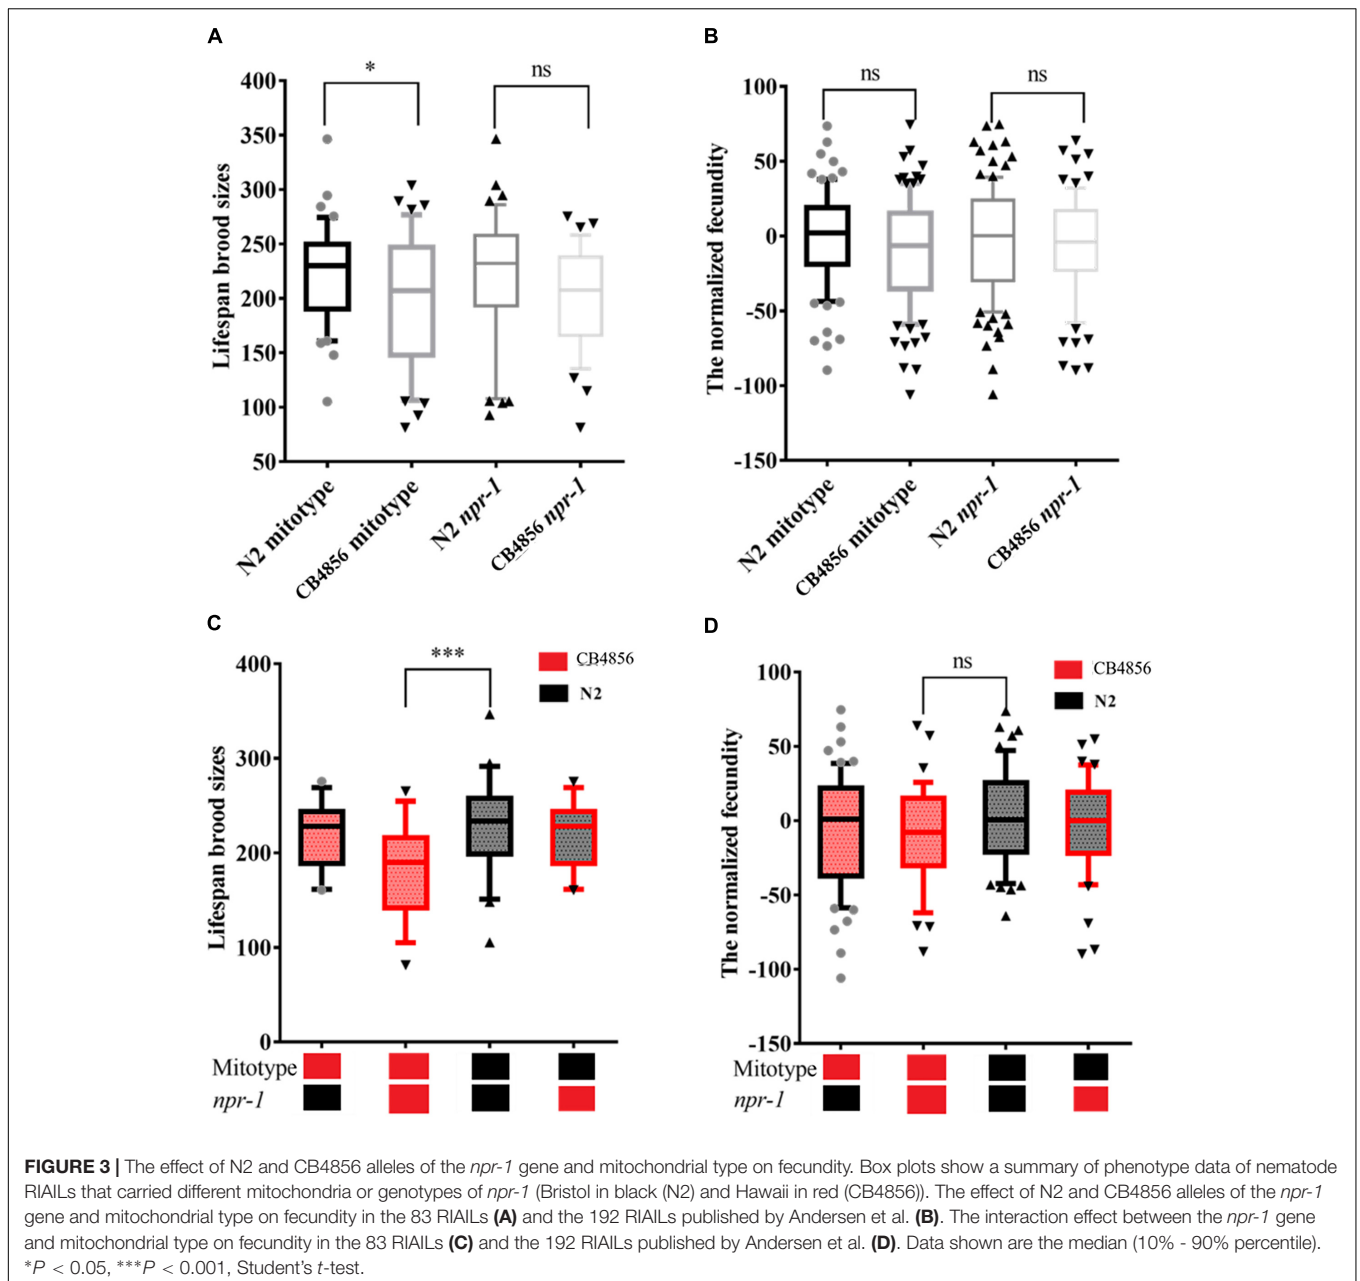 A
*
ns
400
350
300
250
200
150
100
50
Lifespan brood sizes
N2 mitotype
CB4856 mitotype
N2 npr-1
CB4856 npr-1
B
ns
ns
100
50
0
-50
-100
-150
The normalized fecundity
N2 mitotype
CB4856 mitotype
N2 npr-1
CB4856 npr-1
C
***
CB4856
N2
400
300
200
100
0
Lifespan brood sizes
Mitotype
npr-1
D
ns
CB4856
N2
100
50
0
-50
-100
-150
The normalized fecundity
Mitotype
npr-1
FIGURE 3 | The effect of N2 and CB4856 alleles of the npr-1 gene and mitochondrial type on fecundity. Box plots show a summary of phenotype data of nematode
RIAILs that carried different mitochondria or genotypes of npr-1 (Bristol in black (N2) and Hawaii in red (CB4856)). The effect of N2 and CB4856 alleles of the npr-1
gene and mitochondrial type on fecundity in the 83 RIAILs (A) and the 192 RIAILs published by Andersen et al. (B). The interaction effect between the npr-1 gene
and mitochondrial type on fecundity in the 83 RIAILs (C) and the 192 RIAILs published by Andersen et al. (D). Data shown are the median (10% - 90% percentile).
*P < 0.05, ***P < 0.001, Student's t-test.